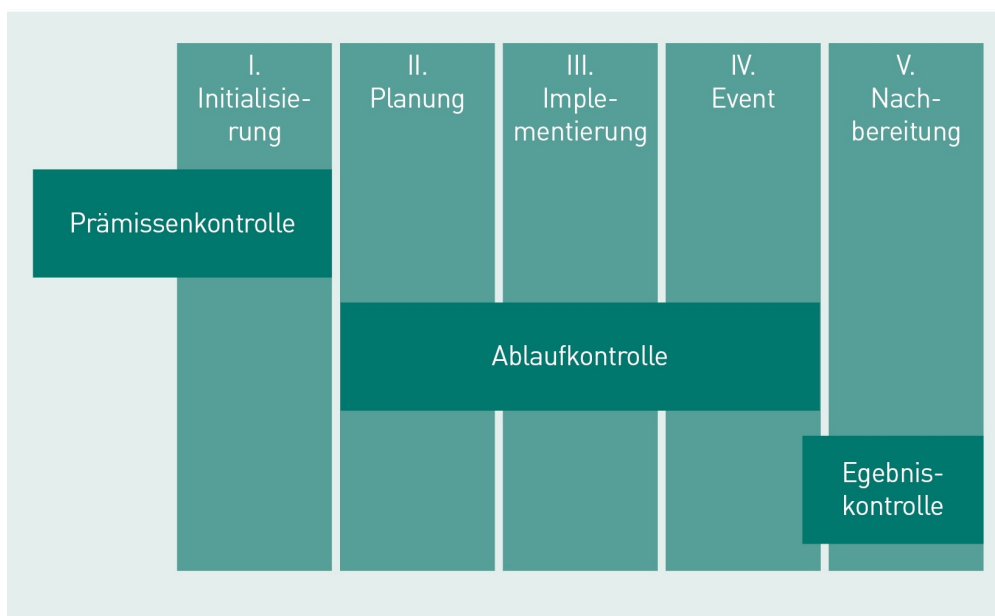 I.
Initialisie-
rung
II.
Planung
III.
Imple-
mentierung
IV.
Event
V.
Nach-
bereitung
Prämissenkontrolle
Ablaufkontrolle
Egebnis-
kontrolle